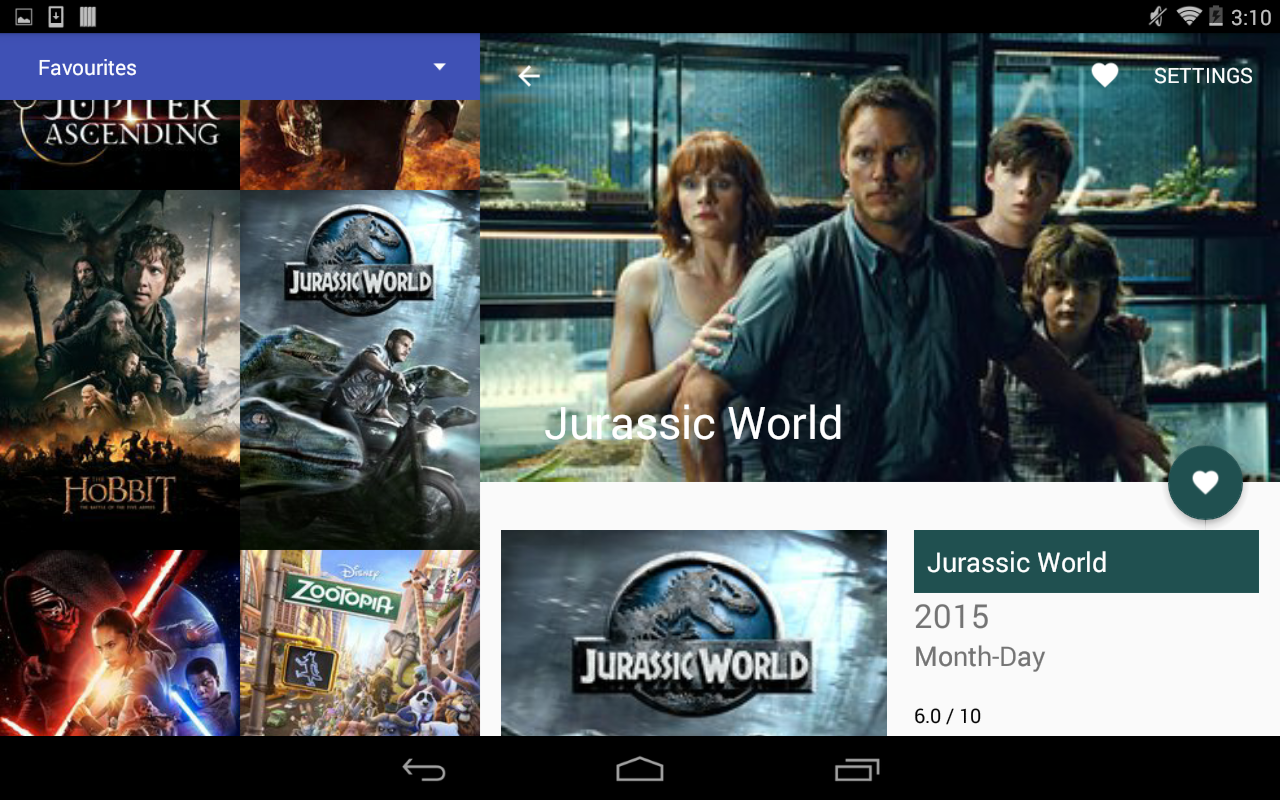 3:10
Favourites
SETTINGS
JUPITER
ASCENDING
JURASSIC WORLD
THE
HOBBIT
THE BATTLE OF THE FIVE ARMIES
Disney
ZOOTOPIA
Jurassic World
JURASSIC WORLD
Jurassic World
2015
Month-Day
6.0 / 10